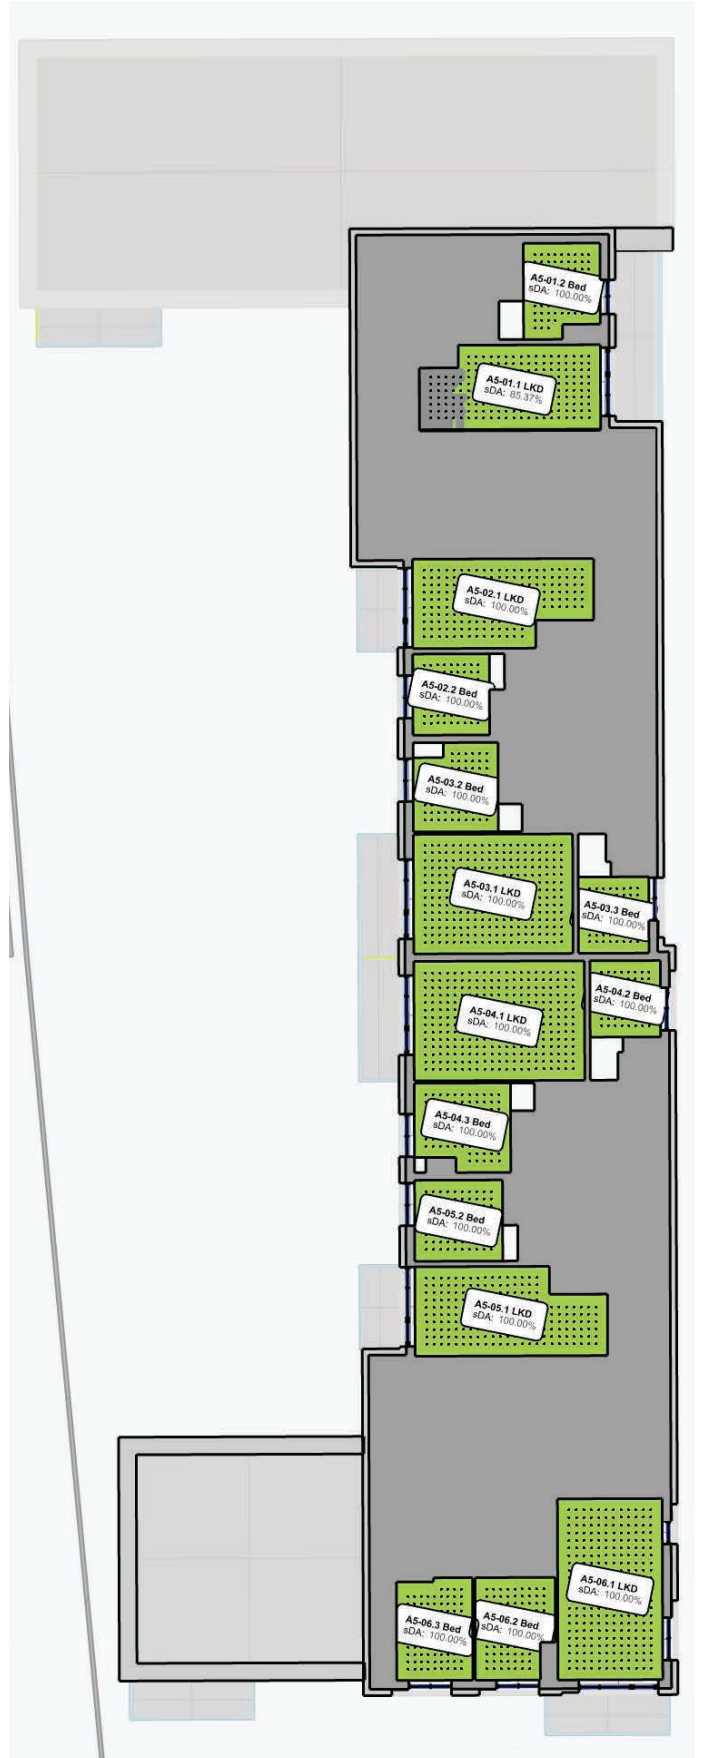 A5-01.2 Bed
sDA: 100.00%
A5-01.1 LKD
sDA: 85.37%
A5-02.1 LKD
sDA: 100.00%
A5-02.2 Bed
sDA: 100.00%
A5-03.2 Bed
sDA: 100.00%
A5-03.1 LKD
sDA: 100.00%
A5-03.3 Bed
sDA: 100.00%
A5-04.2 Bed
sDA: 100.00%
A5-04.1 LKD
sDA: 100.00%
A5-04.3 Bed
sDA: 100.00%
A5-05.2 Bed
sDA: 100.00%
A5-05.1 LKD
sDA: 100.00%
A5-06.1 LKD
sDA: 100.00%
A5-06.3 Bed
sDA: 100.00%
A5-06.2 Bed
sDA: 100.00%